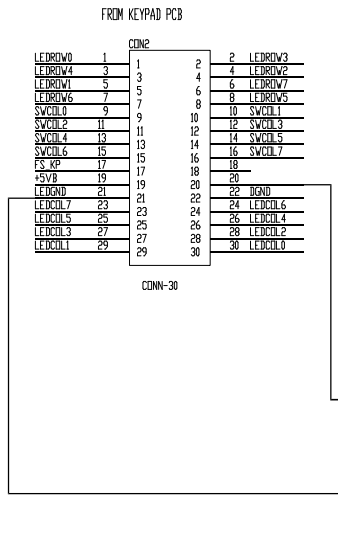 FROM KEYPAD PCB
CON2
LEDROW0 1 1 2 2 LEDROW3
LEDROW4 3 3 4 4 LEDROW2
LEDROW1 5 5 6 6 LEDROW7
LEDROW6 7 7 8 8 LEDROW5
SWCOL0 9 9 10 10 SWCOL1
SWCOL2 11 11 12 12 SWCOL3
SWCOL4 13 13 14 14 SWCOL5
SWCOL6 15 15 16 16 SWCOL7
FS_KP 17 17 18 18
+5VB 19 19 20 20
LEDGND 21 21 22 22 DGND
LEDCOL7 23 23 24 24 LEDCOL6
LEDCOL5 25 25 26 26 LEDCOL4
LEDCOL3 27 27 28 28 LEDCOL2
LEDCOL1 29 29 30 30 LEDCOL0
CONN-30